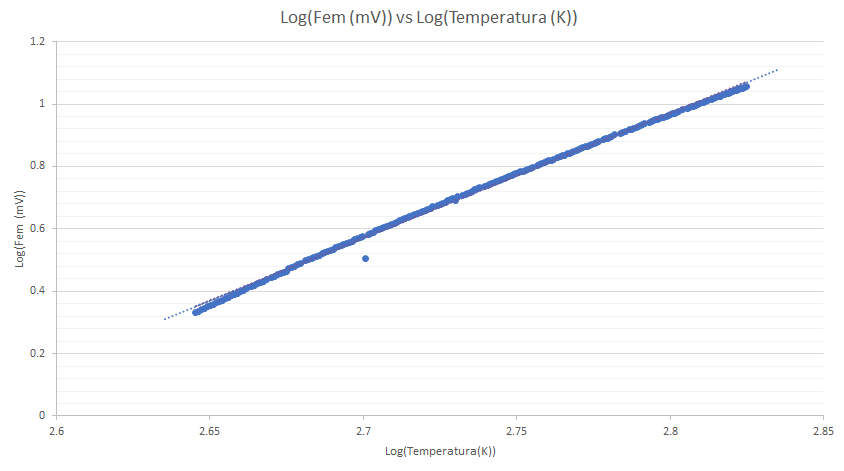 Log(Fem (mV)) vs Log(Temperatura (K))
1.2
1
0.8
0.6
0.4
0.2
0
Log(Fem (mV))
2.6 2.65 2.7 2.75 2.8 2.85
Log(Temperatura(K))